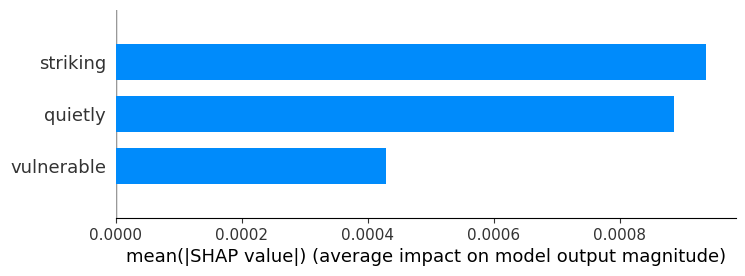 striking
quietly
vulnerable
0.0000 0.0002 0.0004 0.0006 0.0008
mean(|SHAP value|) (average impact on model output magnitude)